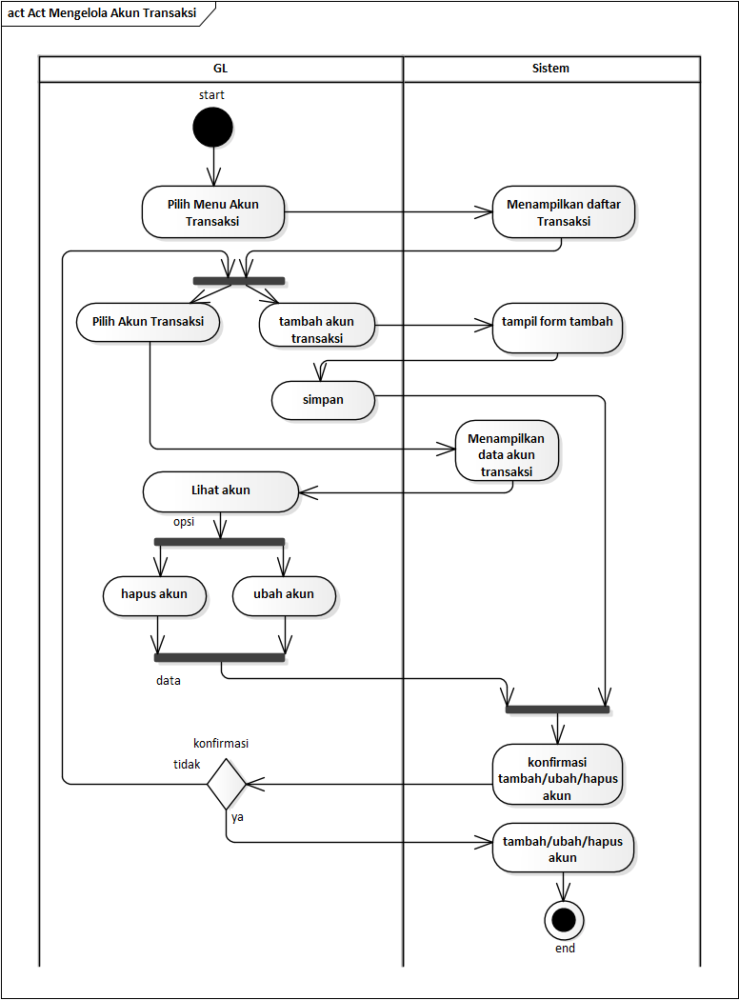 act Act Mengelola Akun Transaksi
GL
Sistem
start
Pilih Menu Akun
Transaksi
Menampilkan daftar
Transaksi
Pilih Akun Transaksi
tambah akun
transaksi
tampil form tambah
simpan
Menampilkan
data akun
transaksi
Lihat akun
opsi
hapus akun
ubah akun
data
konfirmasi
tidak
ya
konfirmasi
tambah/ubah/hapus
akun
tambah/ubah/hapus
akun
end